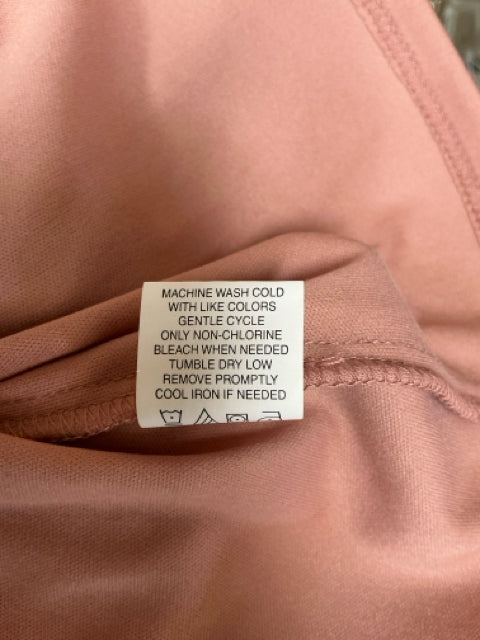 MACHINE WASH COLD
WITH LIKE COLORS
GENTLE CYCLE
ONLY NON-CHLORINE
BLEACH WHEN NEEDED
TUMBLE DRY LOW
REMOVE PROMPTLY
COOL IRON IF NEEDED